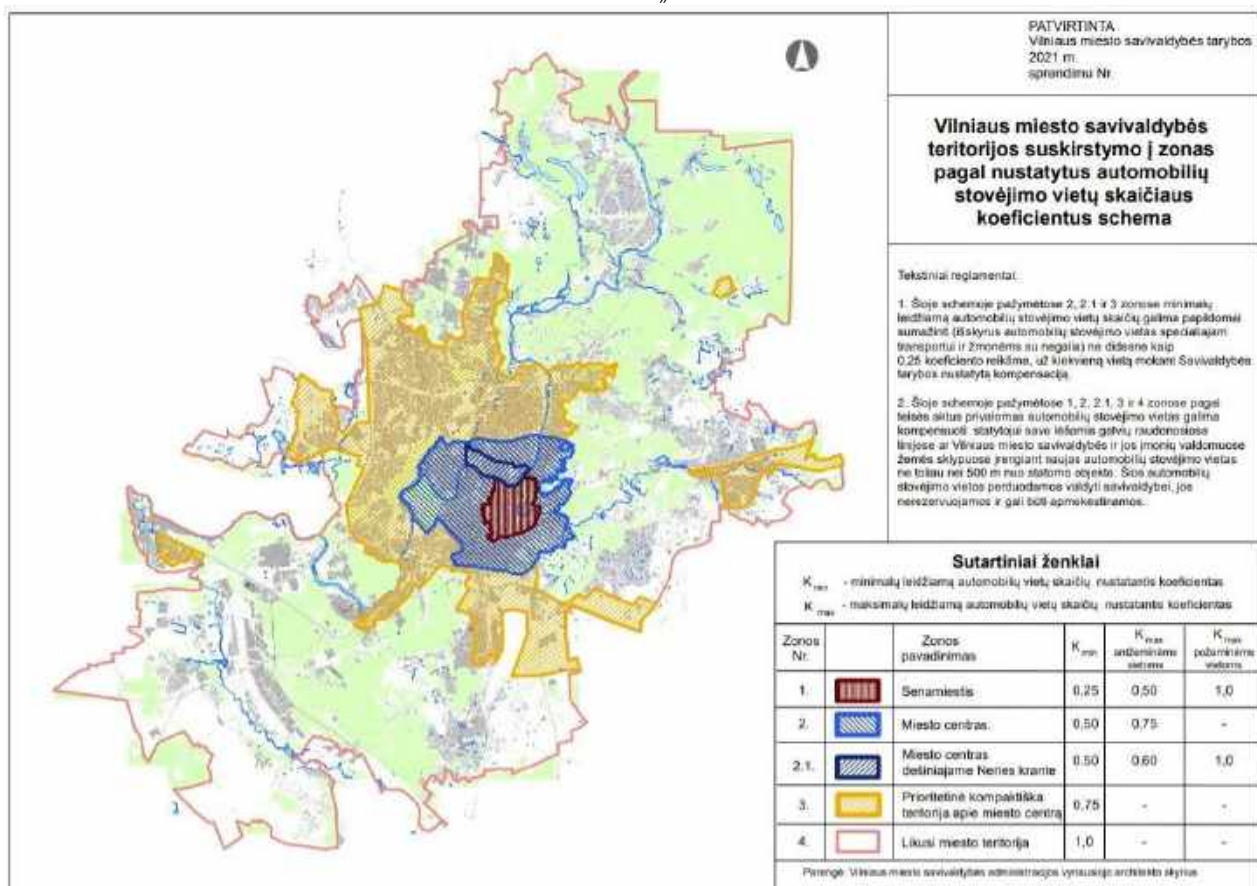 „
PATVIRTINTA
Vilniaus miesto savivaldybės tarybos
2021 m.
sprendimu Nr.
Vilniaus miesto savivaldybės
teritorijos suskirstymo į zonas
pagal nustatytus automobilių
stovėjimo vietų skaičiaus
koeficientus schema
Tekstiniai reglamentai:
1. Šioje schemoje pažymėtose 2, 2.1 ir 3 zonose minimalų
leidžiamą automobilių stovėjimo vietų skaičių galima papildomai
sumažinti (išskyrus automobilių stovėjimo vietas specialiajam
transportui ir žmonėms su negalia) ne didesne kaip
0,25 koeficiento reikšme, už kiekvieną vietą mokant Savivaldybės
tarybos nustatytą kompensaciją.
2. Šioje schemoje pažymėtose 1, 2, 2.1, 3 ir 4 zonose pagal
teisės aktus privalomas automobilių stovėjimo vietas galima
kompensuoti statytojui savo lėšomis gatvių raudonosiose
linijose ar Vilniaus miesto savivaldybės ir jos įmonių valdomuose
žemės sklypuose įrengiant naujas automobilių stovėjimo vietas
ne toliau nei 500 m nuo statomo objekto. Šios automobilių
stovėjimo vietos perduodamos valdyti savivaldybei, jos
nerezervuojamos ir gali būti apmokestinamos.
Sutartiniai ženklai
K min - minimalų leidžiamą automobilių vietų skaičių nustatantis koeficientas
K max - maksimalų leidžiamą automobilių vietų skaičių nustatantis koeficientas
Zonos Nr. Zonos pavadinimas K min K max antžeminėms vietoms K max požeminėms vietoms
1. Senamiestis 0,25 0,50 1,0
2. Miesto centras 0,50 0,75 -
2.1. Miesto centras dešiniajame Neries krante 0,50 0,60 1,0
3. Prioritetinė kompaktiška teritorija apie miesto centrą 0,75 - -
4. Likusi miesto teritorija 1,0 - -
Parengė: Vilniaus miesto savivaldybės administracijos vyriausiojo architekto skyrius